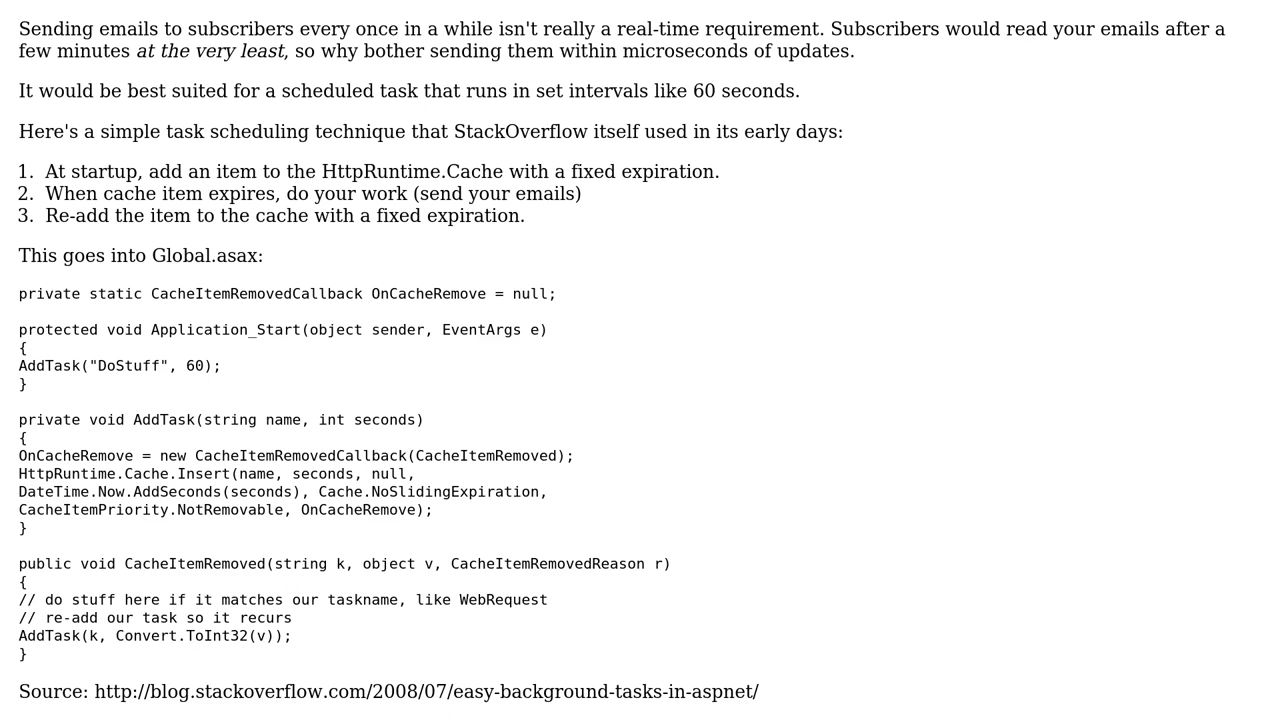 Sending emails to subscribers every once in a while isn't really a real-time requirement. Subscribers would read your emails after a
few minutes at the very least, so why bother sending them within microseconds of updates.
It would be best suited for a scheduled task that runs in set intervals like 60 seconds.
Here's a simple task scheduling technique that StackOverflow itself used in its early days:
1. At startup, add an item to the HttpRuntime.Cache with a fixed expiration.
2. When cache item expires, do your work (send your emails)
3. Re-add the item to the cache with a fixed expiration.
This goes into Global.asax:
private static CacheItemRemovedCallback OnCacheRemove = null;
protected void Application_Start(object sender, EventArgs e)
{
AddTask("DoStuff", 60);
}
private void AddTask(string name, int seconds)
{
OnCacheRemove = new CacheItemRemovedCallback(CacheItemRemoved);
HttpRuntime.Cache.Insert(name, seconds, null,
DateTime.Now.AddSeconds(seconds), Cache.NoSlidingExpiration,
CacheItemPriority.NotRemovable, OnCacheRemove);
}
public void CacheItemRemoved(string k, object v, CacheItemRemovedReason r)
{
// do stuff here if it matches our taskname, like WebRequest
// re-add our task so it recurs
AddTask(k, Convert.ToInt32(v));
}
Source: http://blog.stackoverflow.com/2008/07/easy-background-tasks-in-aspnet/